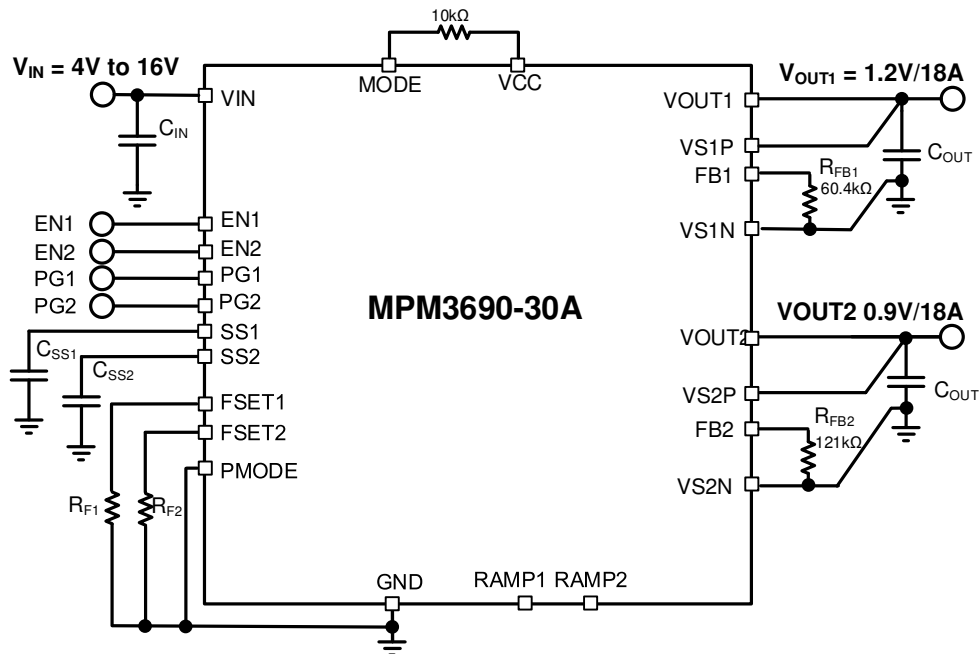 10kΩ
V_IN = 4V to 16V
MODE
VCC
V_OUT1 = 1.2V/18A
VIN
VOUT1
C_IN
VS1P
C_OUT
FB1
R_FB1
60.4kΩ
EN1
EN1
VS1N
EN2
EN2
PG1
PG1
PG2
PG2
MPM3690-30A
VOUT2 0.9V/18A
SS1
VOUT2
C_SS1
SS2
C_SS2
VS2P
C_OUT
FSET1
R_FB2
FB2
121kΩ
FSET2
PMODE
VS2N
R_F1
R_F2
GND
RAMP1
RAMP2